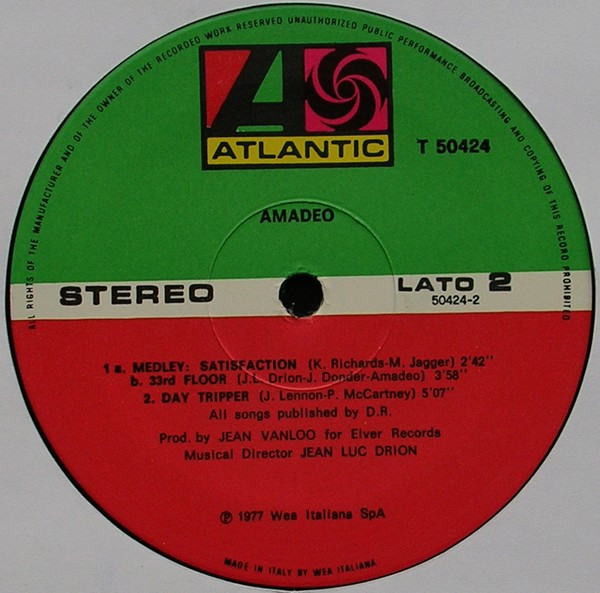 ALL RIGHTS OF THE MANUFACTURER AND OF THE OWNER OF THE RECORDED WORK RESERVED UNAUTHORIZED PUBLIC PERFORMANCE BROADCASTING AND COPYING OF THIS RECORD PROHIBITED
A
ATLANTIC
T 50424
AMADEO
STEREO
LATO 2
50424-2
1 a. MEDLEY: SATISFACTION (K. Richards-M. Jagger) 2'42"
b. 33rd FLOOR (J.L. Drion-J. Donder-Amadeo) 3'58"
2. DAY TRIPPER (J. Lennon-P. McCartney) 5'07"
All songs published by D.R.
Prod. by JEAN VANLOO for Elver Records
Musical Director JEAN LUC DRION
℗ 1977 Wea Italiana SpA
MADE IN ITALY BY WEA ITALIANA